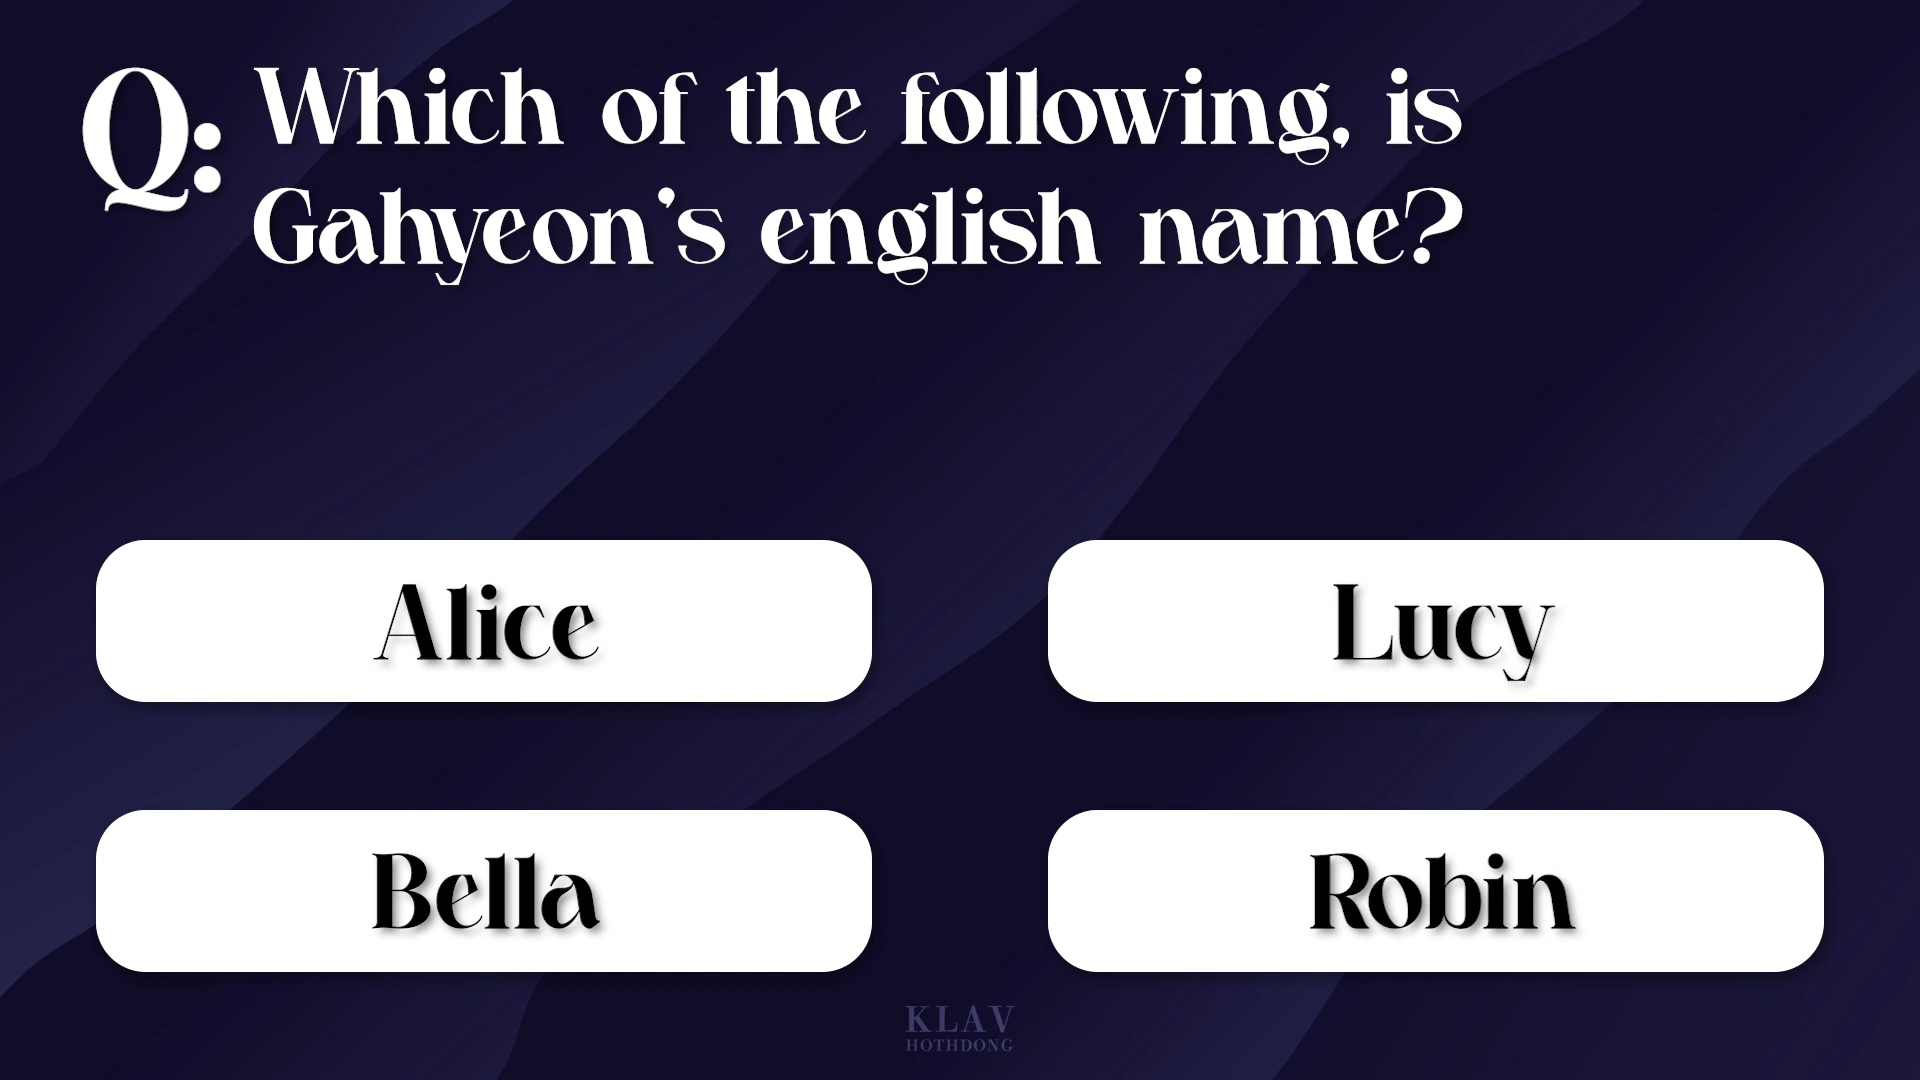 Q: Which of the following, is
Gahyeon's english name?
Alice
Lucy
Bella
Robin
KLAV
HOTHDONG